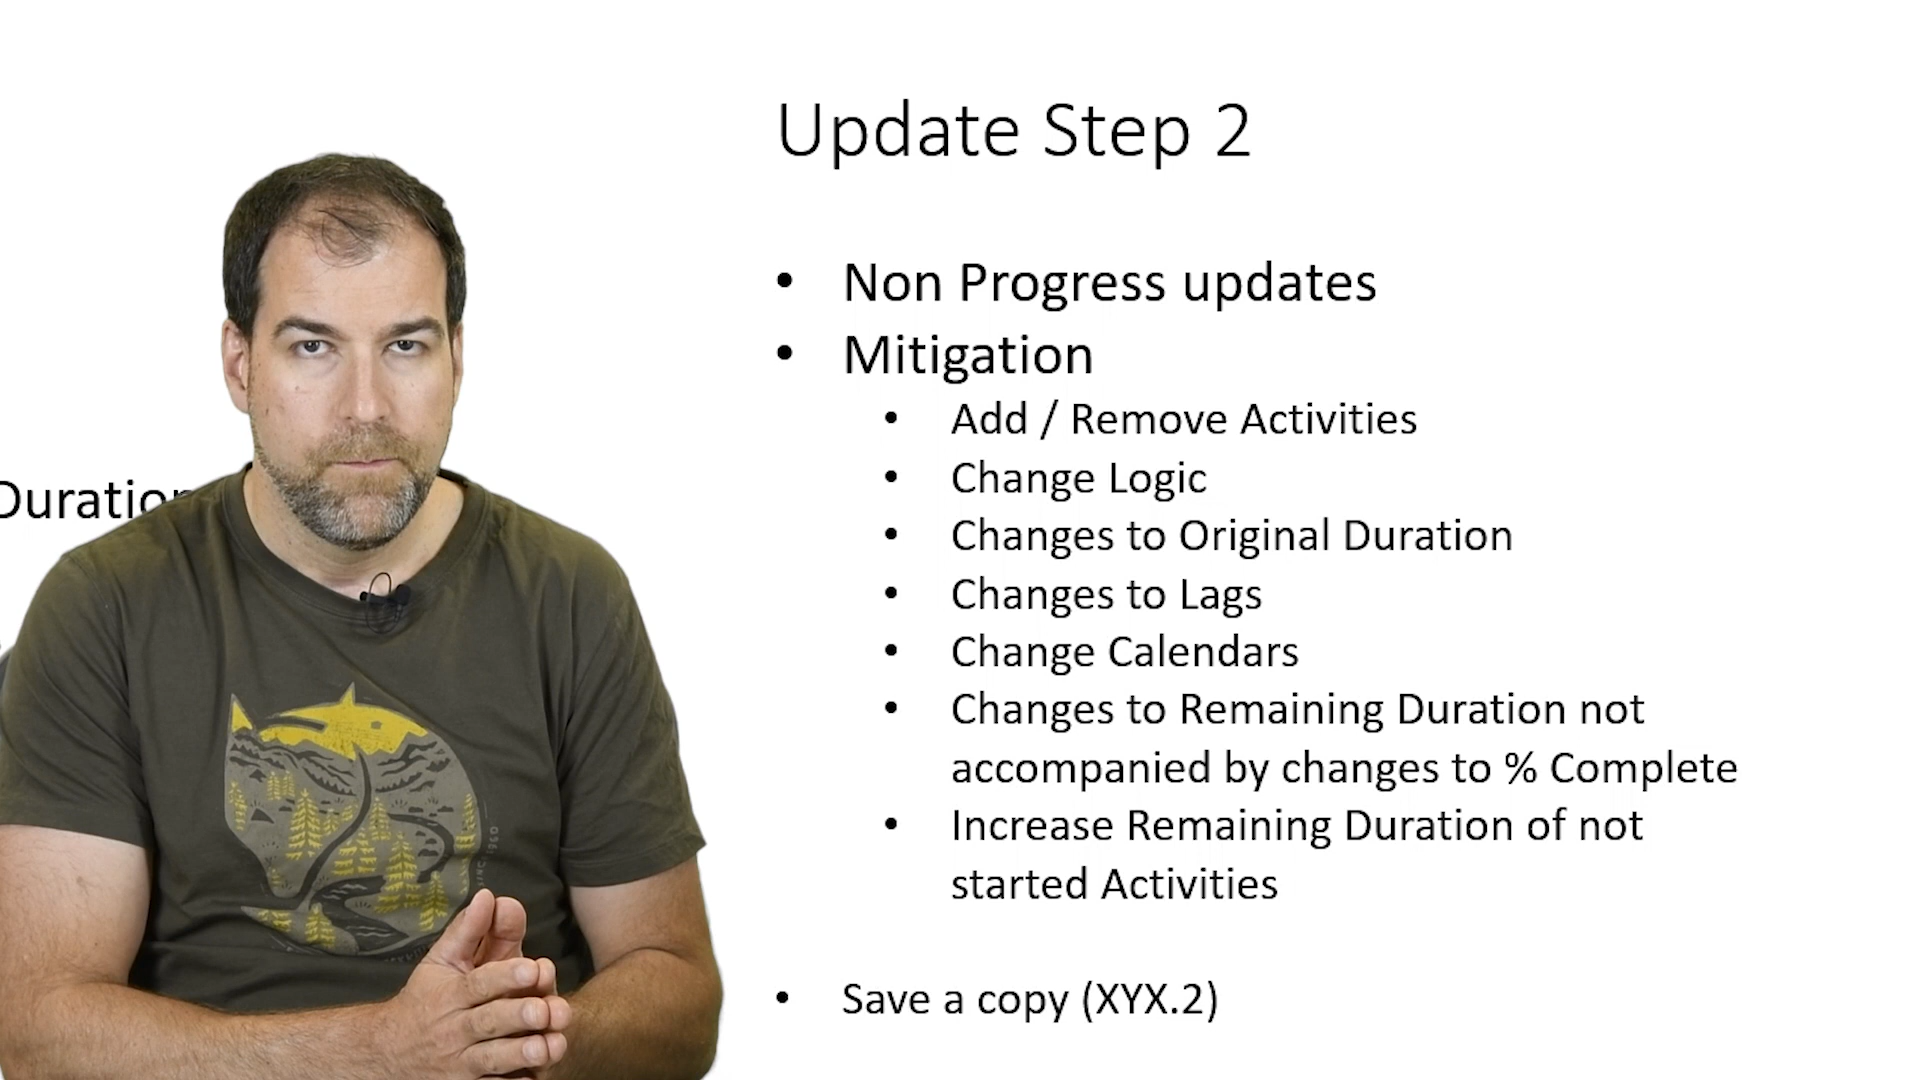 Update Step 2
• Non Progress updates
• Mitigation
• Add / Remove Activities
• Change Logic
Duration
• Changes to Original Duration
• Changes to Lags
• Change Calendars
• Changes to Remaining Duration not
accompanied by changes to % Complete
• Increase Remaining Duration of not
started Activities
• Save a copy (XYX.2)